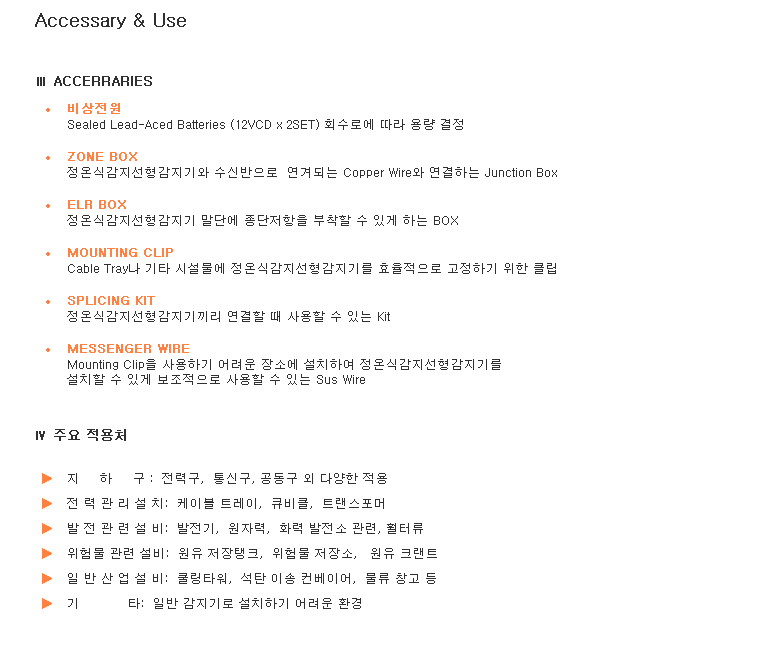 Accessary & Use
Ⅲ ACCERRARIES
• 비상전원
Sealed Lead-Aced Batteries (12VCD x 2SET) 회수로에 따라 용량 결정
• ZONE BOX
정온식감지선형감지기와 수신반으로 연겨되는 Copper Wire와 연결하는 Junction Box
• ELR BOX
정온식감지선형감지기 말단에 종단저항을 부착할 수 있게 하는 BOX
• MOUNTING CLIP
Cable Tray나 기타 시설물에 정온식감지선형감지기를 효율적으로 고정하기 위한 클립
• SPLICING KIT
정온식감지선형감지기끼리 연결할 때 사용할 수 있는 Kit
• MESSENGER WIRE
Mounting Clip을 사용하기 어려운 장소에 설치하여 정온식감지선형감지기를
설치할 수 있게 보조적으로 사용할 수 있는 Sus Wire
Ⅳ 주요 적용처
▶ 지 하 구 : 전력구, 통신구, 공동구 외 다양한 적용
▶ 전 력 관 리 설 치: 케이블 트레이, 큐비클, 트랜스포머
▶ 발 전 관 련 설 비: 발전기, 원자력, 화력 발전소 관련, 휠터류
▶ 위험물 관련 설비: 원유 저장탱크, 위험물 저장소, 원유 크랜트
▶ 일 반 산 업 설 비: 쿨링타워, 석탄 이송 컨베이어, 물류 창고 등
▶ 기 타: 일반 감지기로 설치하기 어려운 환경